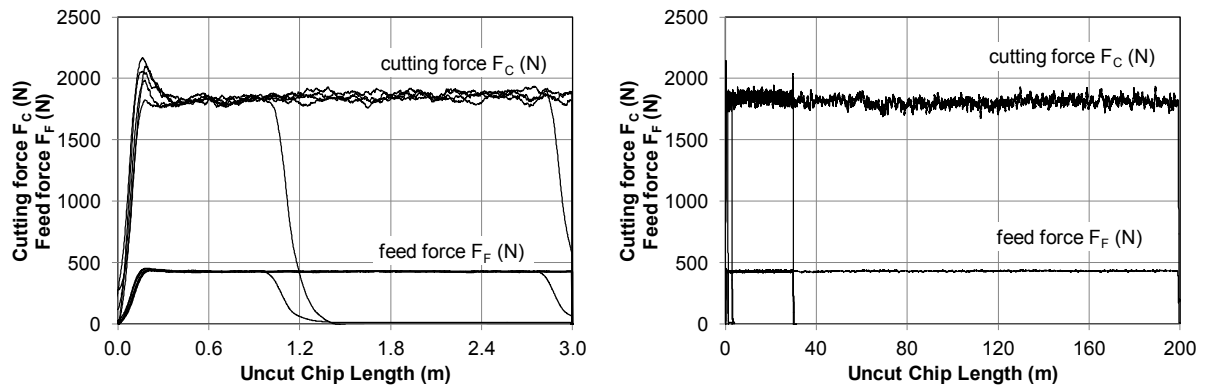 Cutting force F_C (N)
Feed force F_F (N)
2500
2000
1500
1000
500
0
cutting force F_C (N)
feed force F_F (N)
0.0 0.6 1.2 1.8 2.4 3.0
Uncut Chip Length (m)
Cutting force F_C (N)
Feed force F_F (N)
2500
2000
1500
1000
500
0
cutting force F_C (N)
feed force F_F (N)
0 40 80 120 160 200
Uncut Chip Length (m)